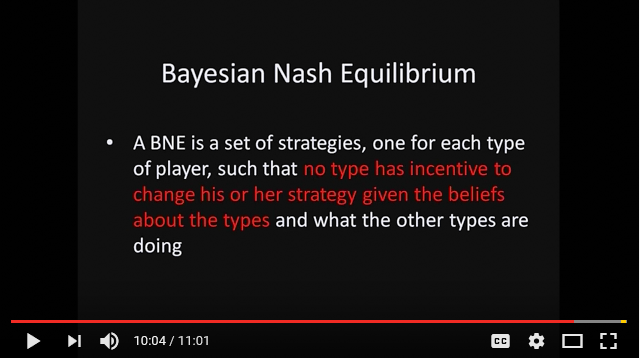 Bayesian Nash Equilibrium
• A BNE is a set of strategies, one for each type
of player, such that no type has incentive to
change his or her strategy given the beliefs
about the types and what the other types are
doing
10:04 / 11:01
CC